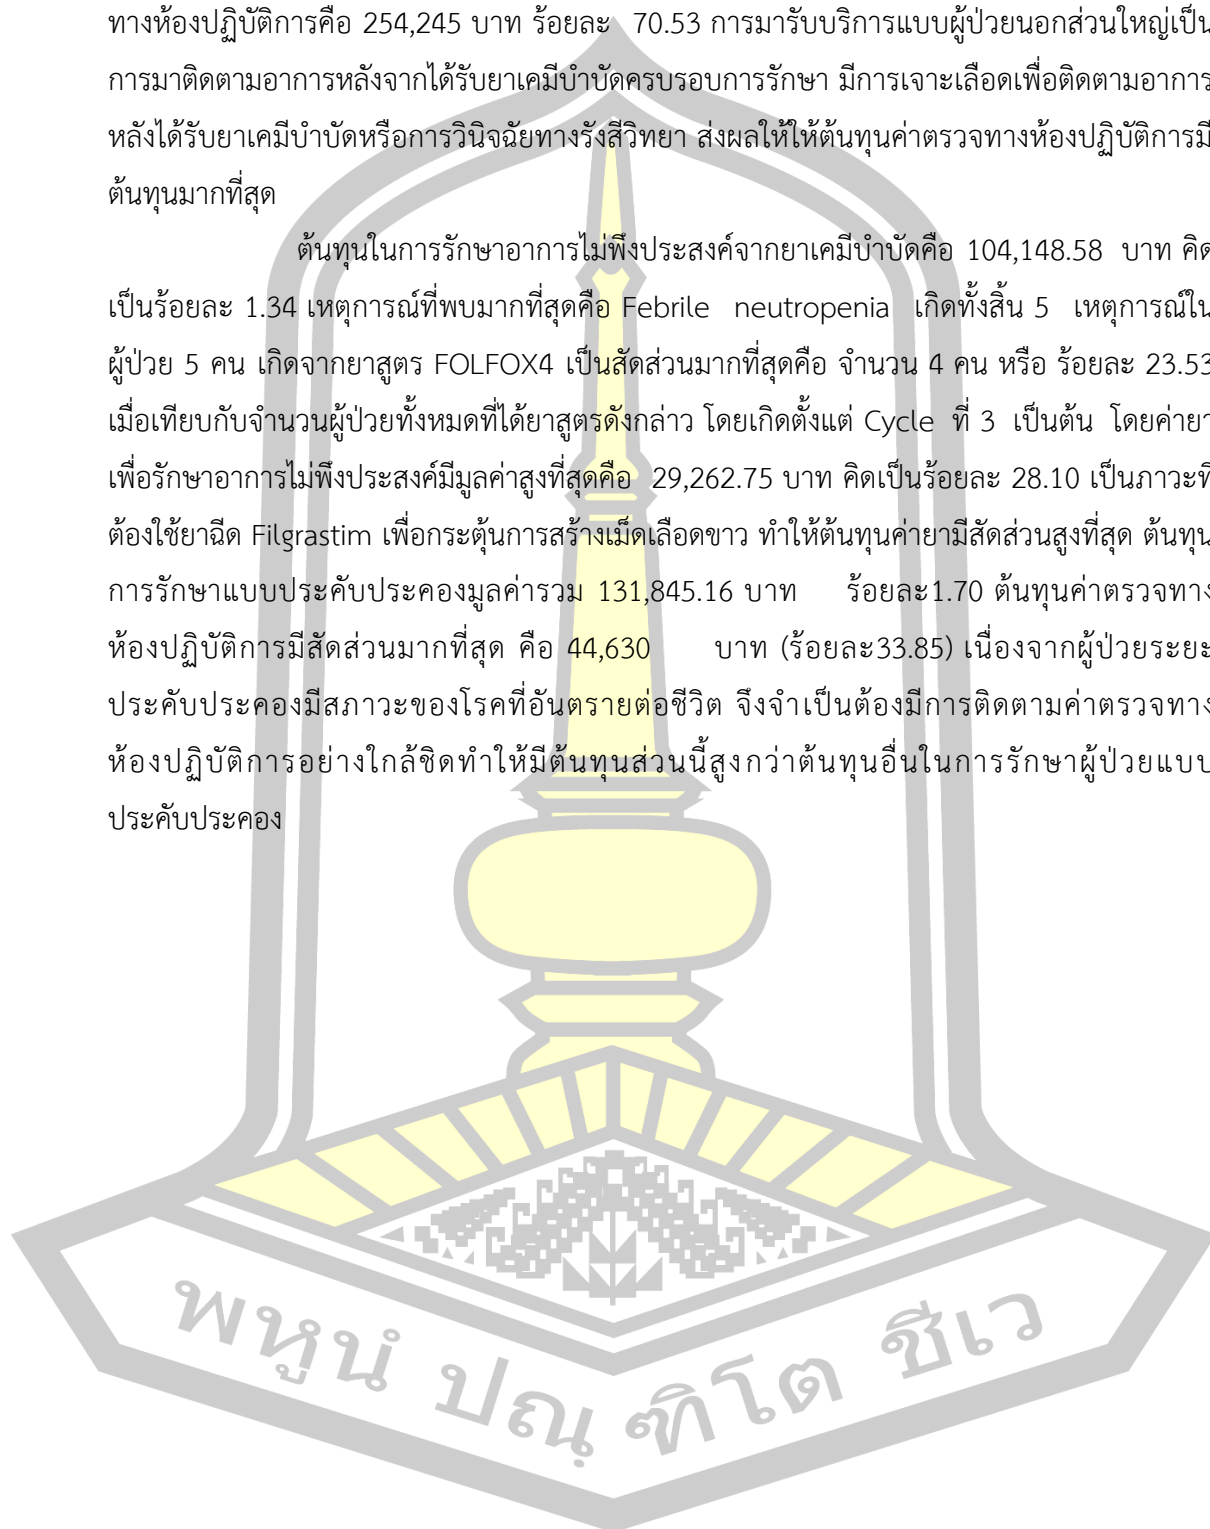 ทางห้องปฏิบัติการคือ 254,245 บาท ร้อยละ 70.53 การมารับบริการแบบผู้ป่วยนอกส่วนใหญ่เป็น
การมาติดตามอาการหลังจากได้รับยาเคมีบำบัดครบรอบการรักษา มีการเจาะเลือดเพื่อติดตามอาการ
หลังได้รับยาเคมีบำบัดหรือการวินิจฉัยทางรังสีวิทยา ส่งผลให้ให้ต้นทุนค่าตรวจทางห้องปฏิบัติการมี
ต้นทุนมากที่สุด
ต้นทุนในการรักษาอาการไม่พึงประสงค์จากยาเคมีบำบัดคือ 104,148.58 บาท คิด
เป็นร้อยละ 1.34 เหตุการณ์ที่พบมากที่สุดคือ Febrile neutropenia เกิดทั้งสิ้น 5 เหตุการณ์ใน
ผู้ป่วย 5 คน เกิดจากยาสูตร FOLFOX4 เป็นสัดส่วนมากที่สุดคือ จำนวน 4 คน หรือ ร้อยละ 23.53
เมื่อเทียบกับจำนวนผู้ป่วยทั้งหมดที่ได้ยาสูตรดังกล่าว โดยเกิดตั้งแต่ Cycle ที่ 3 เป็นต้น โดยค่ายา
เพื่อรักษาอาการไม่พึงประสงค์มีมูลค่าสูงที่สุดคือ 29,262.75 บาท คิดเป็นร้อยละ 28.10 เป็นภาวะที่
ต้องใช้ยาฉีด Filgrastim เพื่อกระตุ้นการสร้างเม็ดเลือดขาว ทำให้ต้นทุนค่ายามีสัดส่วนสูงที่สุด ต้นทุน
การรักษาแบบประคับประคองมูลค่ารวม 131,845.16 บาท ร้อยละ1.70 ต้นทุนค่าตรวจทาง
ห้องปฏิบัติการมีสัดส่วนมากที่สุด คือ 44,630 บาท (ร้อยละ33.85) เนื่องจากผู้ป่วยระยะ
ประคับประคองมีสภาวะของโรคที่อันตรายต่อชีวิต จึงจำเป็นต้องมีการติดตามค่าตรวจทาง
ห้องปฏิบัติการอย่างใกล้ชิดทำให้มีต้นทุนส่วนนี้สูงกว่าต้นทุนอื่นในการรักษาผู้ป่วยแบบ
ประคับประคอง
พหูนํ ปณฺ ฑิโต ชีเว